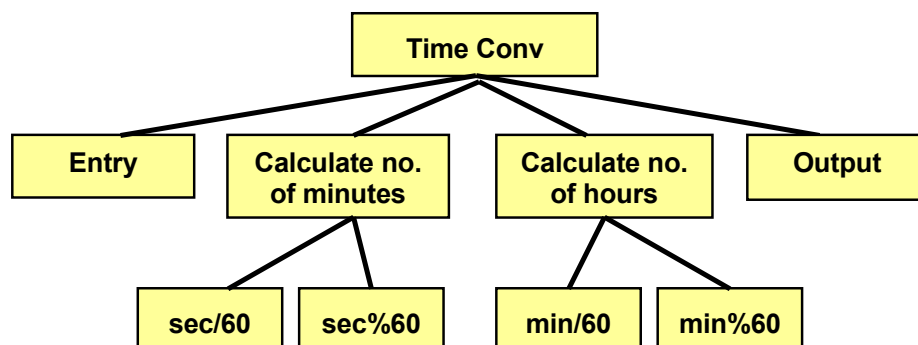 Time Conv
Entry
Calculate no.
of minutes
Calculate no.
of hours
Output
sec/60
sec%60
min/60
min%60